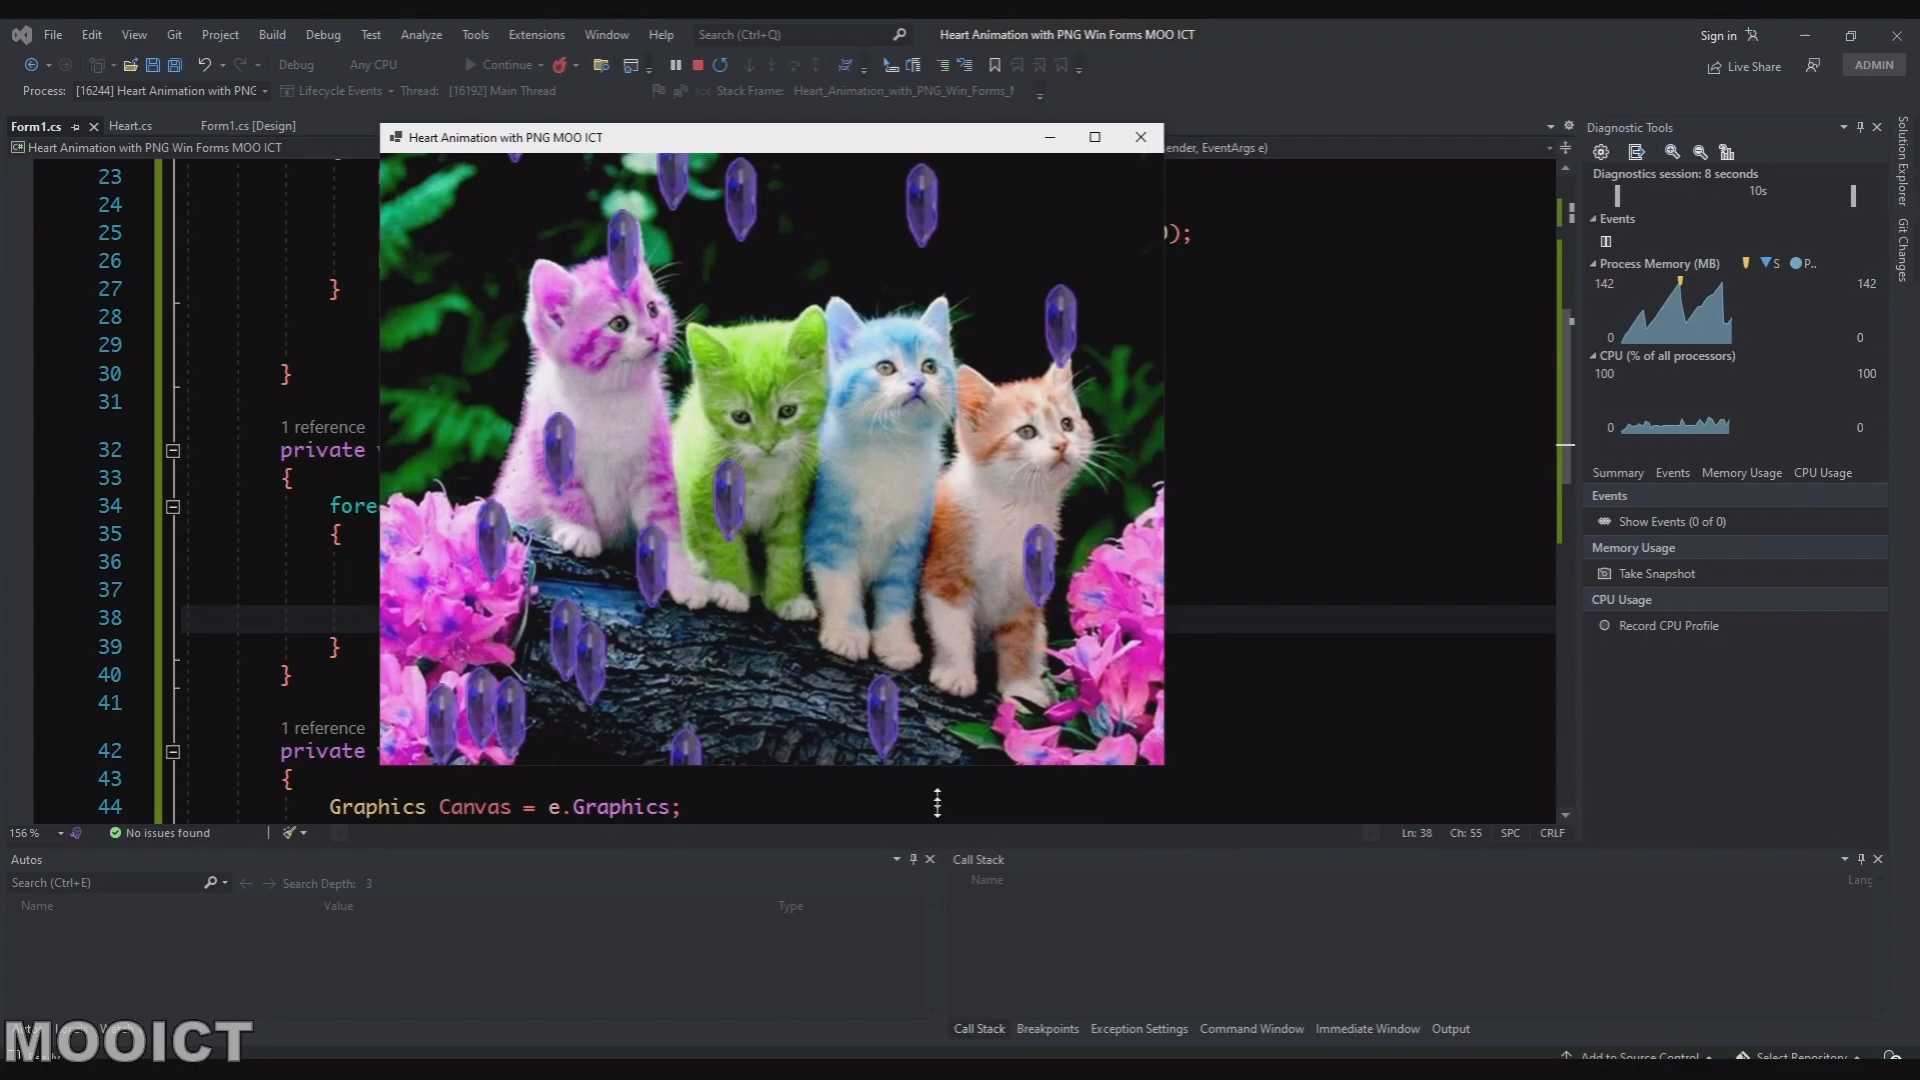 File Edit View Git Project Build Debug Test Analyze Tools Extensions Window Help Search (Ctrl+Q) Heart Animation with PNG Win Forms MOO ICT Sign in
Debug Any CPU Continue Live Share ADMIN
Process: [16244] Heart Animation with PNG Lifecycle Events Thread: [16192] Main Thread Stack Frame: Heart_Animation_with_PNG_Win_Forms_
Form1.cs Heart.cs Form1.cs [Design]
Heart Animation with PNG Win Forms MOO ICT
Heart Animation with PNG MOO ICT
ender, EventArgs e)
23
24
25 );
26
27 }
28
29
30 }
31
1 reference
32 private
33 {
34 fore
35 {
36
37
38
39 }
40 }
41
1 reference
42 private
43 {
44 Graphics Canvas = e.Graphics;
156 % No issues found Ln: 38 Ch: 55 SPC CRLF
Diagnostic Tools
Diagnostics session: 8 seconds
10s
Events
Process Memory (MB) S P..
142 142
0 0
CPU (% of all processors)
100 100
0 0
Summary Events Memory Usage CPU Usage
Events
Show Events (0 of 0)
Memory Usage
Take Snapshot
CPU Usage
Record CPU Profile
Solution Explorer
Git Changes
Autos
Search (Ctrl+E) Search Depth: 3
Name Value Type
Call Stack
Name Lang
Call Stack Breakpoints Exception Settings Command Window Immediate Window Output
MOOICT
Add to Source Control Select Repository